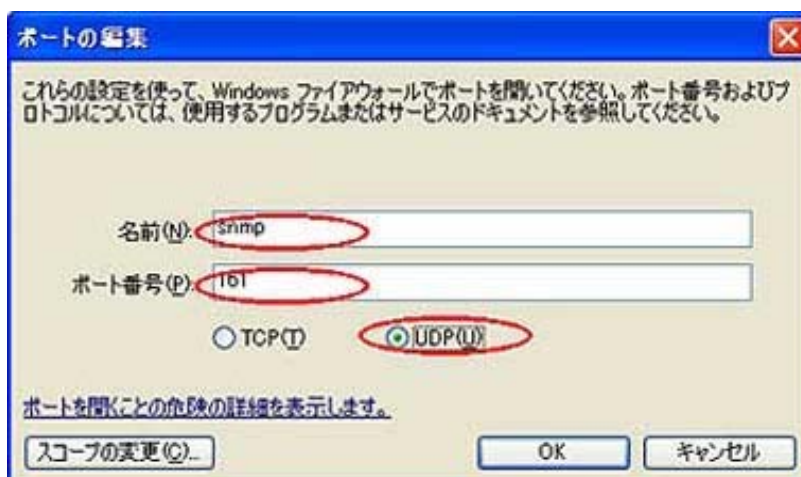 ポートの編集
これらの設定を使って、Windows ファイアウォールでポートを開いてください。ポート番号およびプ
ロトコルについては、使用するプログラムまたはサービスのドキュメントを参照してください。
名前(N): snmp
ポート番号(P): 161
TCP(T) UDP(U)
ポートを開くことの危険の詳細を表示します。
スコープの変更(C)... OK キャンセル